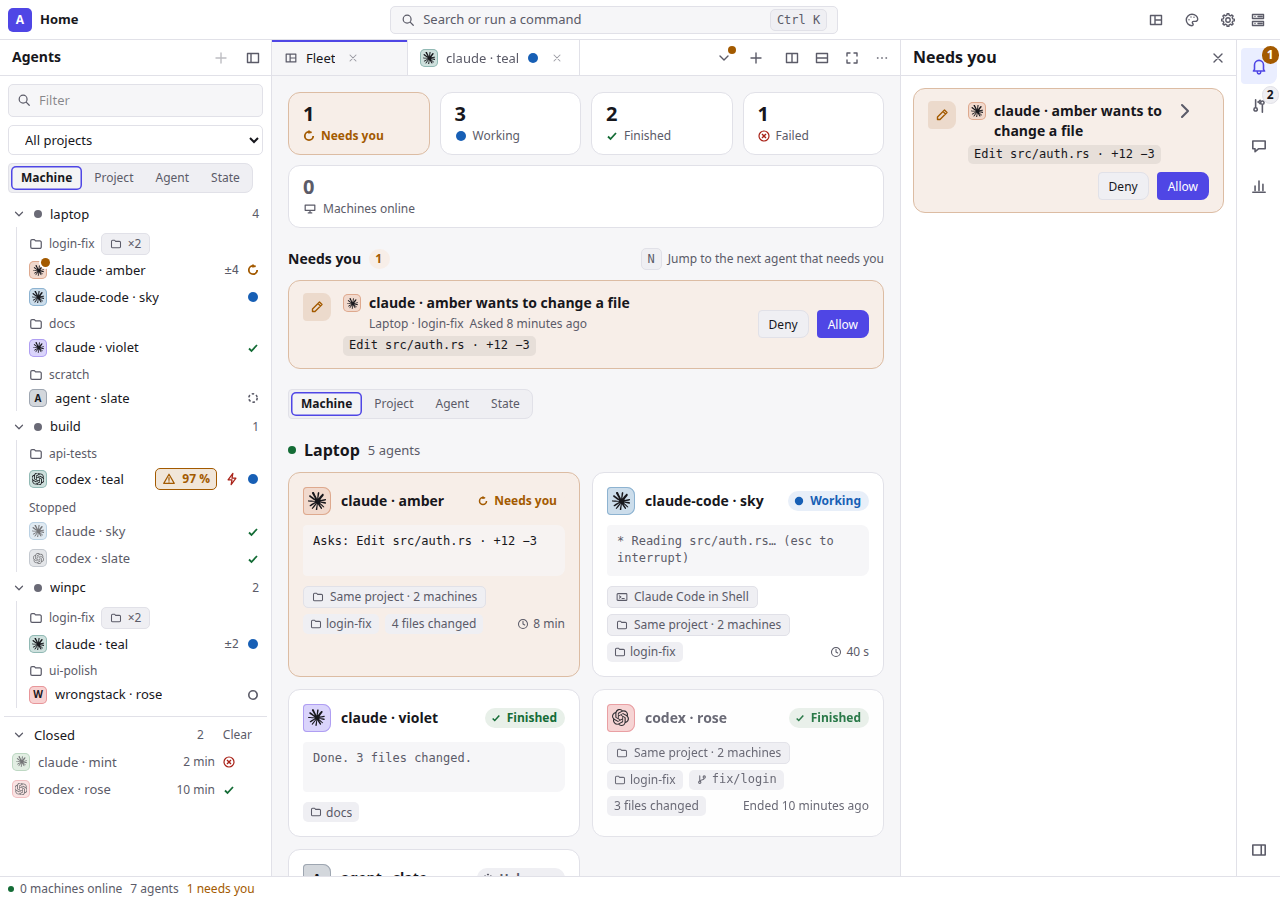 A Home
Search or run a command Ctrl K
Agents
Filter
All projects
Machine Project Agent State
laptop 4
login-fix ×2
claude · amber ±4
claude-code · sky
docs
claude · violet
scratch
A agent · slate
build 1
api-tests
codex · teal 97 %
Stopped
claude · sky
codex · slate
winpc 2
login-fix ×2
claude · teal ±2
ui-polish
W wrongstack · rose
Closed 2 Clear
claude · mint 2 min
codex · rose 10 min
Fleet
claude · teal
1
Needs you
3
Working
2
Finished
1
Failed
0
Machines online
Needs you 1
N Jump to the next agent that needs you
claude · amber wants to change a file
Laptop · login-fix Asked 8 minutes ago
Edit src/auth.rs · +12 −3
Deny Allow
Machine Project Agent State
Laptop 5 agents
claude · amber Needs you
Asks: Edit src/auth.rs · +12 −3
Same project · 2 machines
login-fix 4 files changed 8 min
claude-code · sky Working
* Reading src/auth.rs… (esc to
interrupt)
Claude Code in Shell
Same project · 2 machines
login-fix 40 s
claude · violet Finished
Done. 3 files changed.
docs
codex · rose Finished
Same project · 2 machines
login-fix fix/login
3 files changed Ended 10 minutes ago
Needs you
claude · amber wants to
change a file
Edit src/auth.rs · +12 −3
Deny Allow
1
2
0 machines online 7 agents 1 needs you